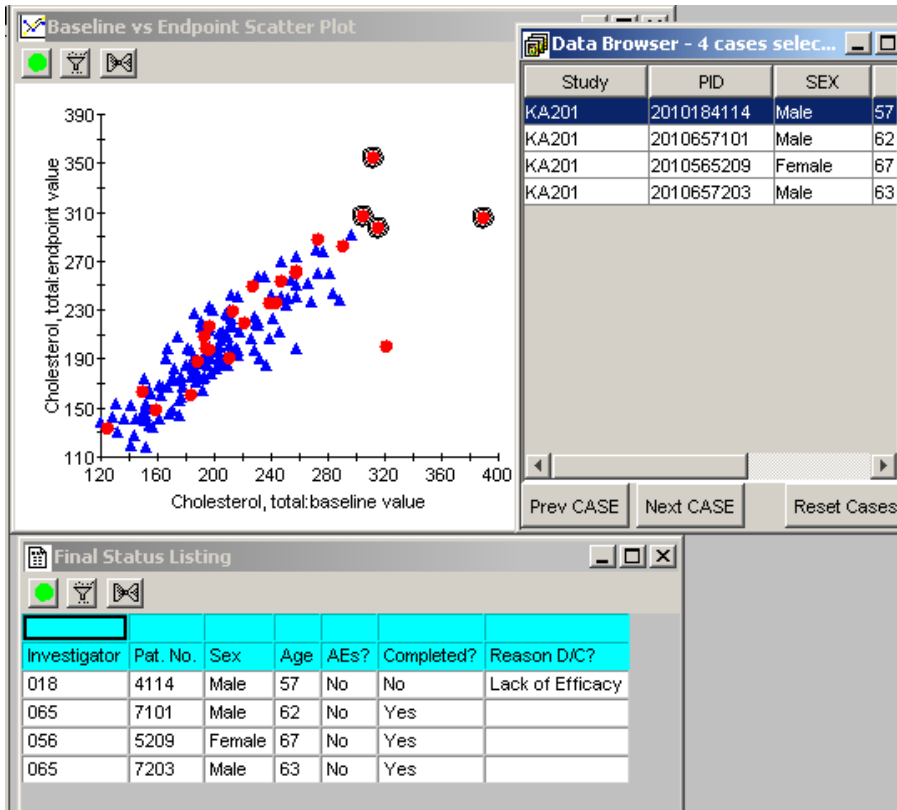 Baseline vs Endpoint Scatter Plot
390
350
310
270
230
190
150
110
Cholesterol, total:endpoint value
120 160 200 240 280 320 360 400
Cholesterol, total:baseline value
Data Browser - 4 cases selec...
Study PID SEX
KA201 2010184114 Male 57
KA201 2010657101 Male 62
KA201 2010565209 Female 67
KA201 2010657203 Male 63
Prev CASE Next CASE Reset Cases
Final Status Listing
Investigator Pat. No. Sex Age AEs? Completed? Reason D/C?
018 4114 Male 57 No No Lack of Efficacy
065 7101 Male 62 No Yes
056 5209 Female 67 No Yes
065 7203 Male 63 No Yes